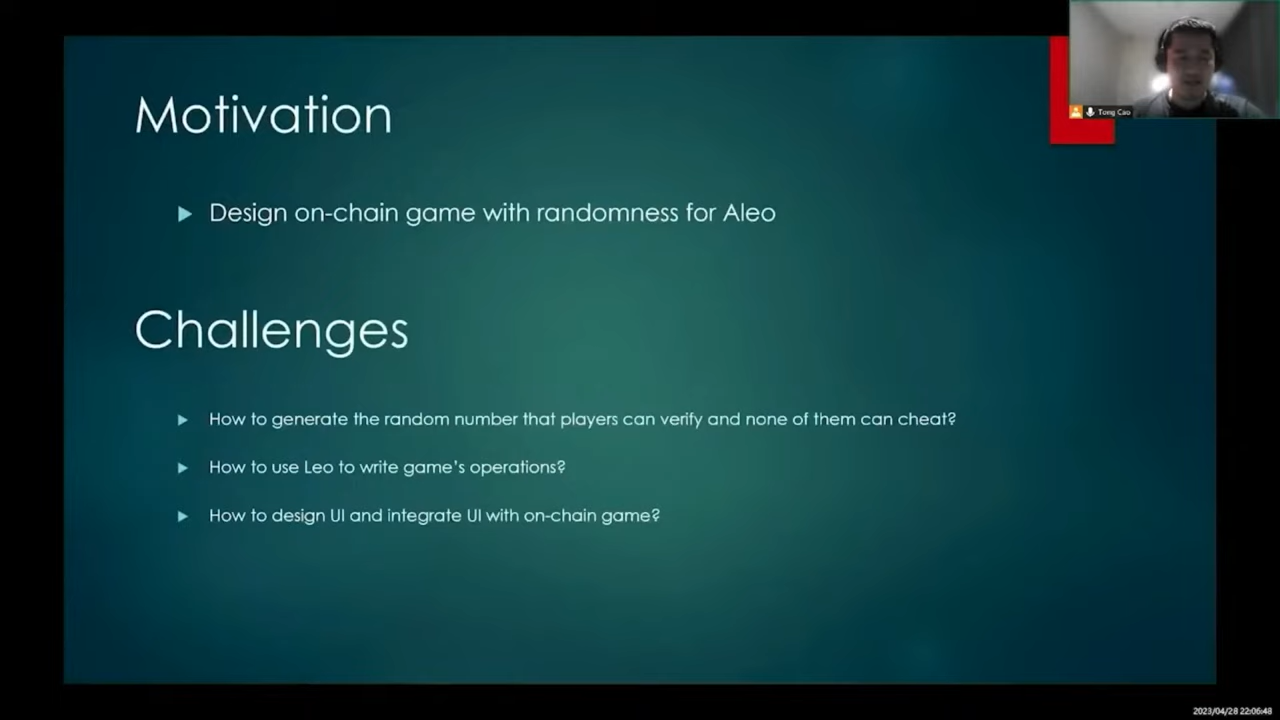 Motivation
Design on-chain game with randomness for Aleo
Challenges
How to generate the random number that players can verify and none of them can cheat?
How to use Leo to write game's operations?
How to design UI and integrate UI with on-chain game?
Tong Cao
2023/04/28 22:06:48